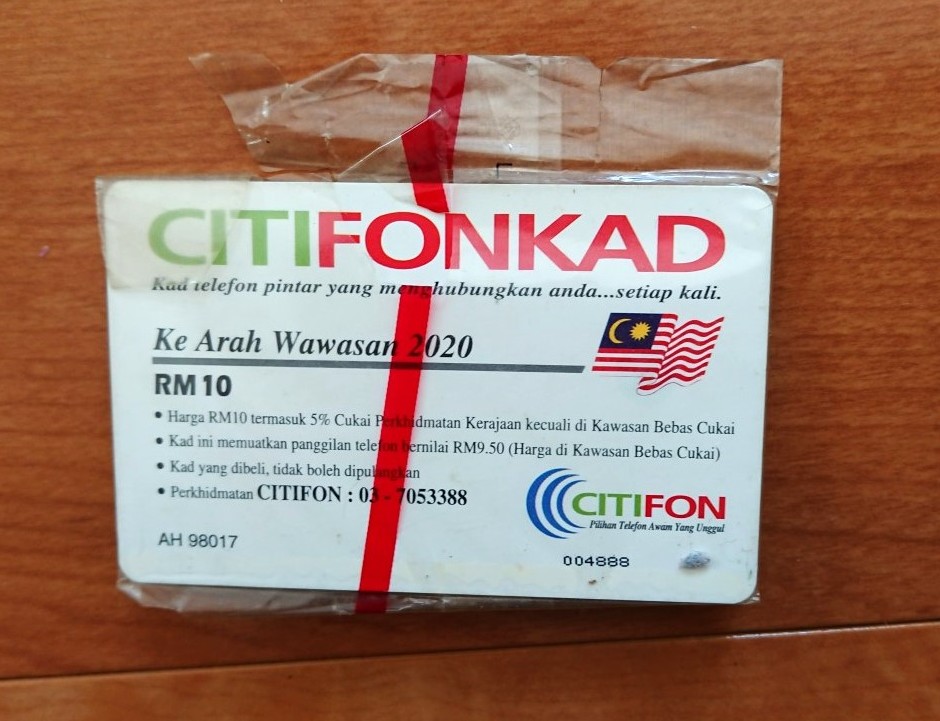 CITIFONKAD
Kad telefon pintar yang menghubungkan anda...setiap kali.
Ke Arah Wawasan 2020
RM10
• Harga RM10 termasuk 5% Cukai Perkhidmatan Kerajaan kecuali di Kawasan Bebas Cukai
• Kad ini memuatkan panggilan telefon bernilai RM9.50 (Harga di Kawasan Bebas Cukai)
• Kad yang dibeli, tidak boleh dipulangkan
• Perkhidmatan CITIFON : 03 - 7053388
CITIFON
Pilihan Telefon Awam Yang Unggul
AH 98017
004888